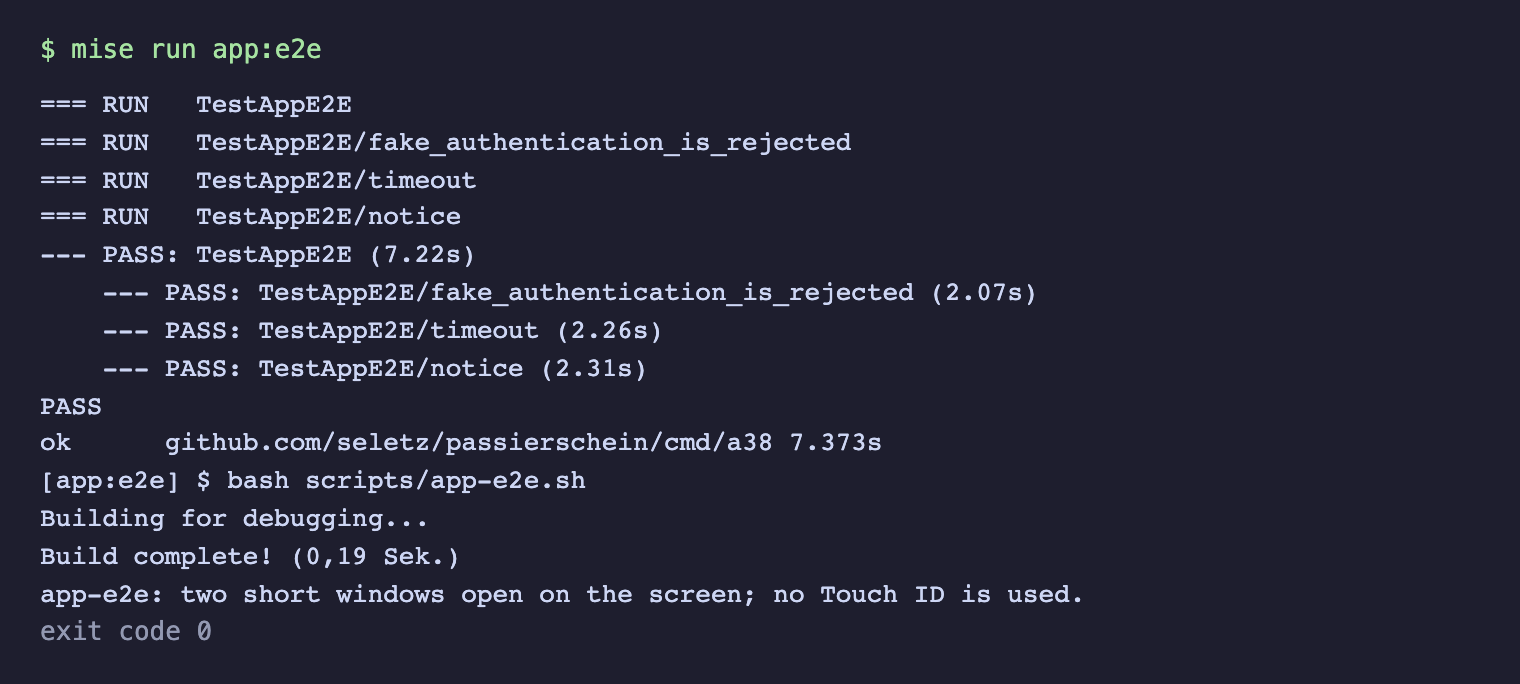 $ mise run app:e2e
=== RUN   TestAppE2E
=== RUN   TestAppE2E/fake_authentication_is_rejected
=== RUN   TestAppE2E/timeout
=== RUN   TestAppE2E/notice
--- PASS: TestAppE2E (7.22s)
    --- PASS: TestAppE2E/fake_authentication_is_rejected (2.07s)
    --- PASS: TestAppE2E/timeout (2.26s)
    --- PASS: TestAppE2E/notice (2.31s)
PASS
ok      github.com/seletz/passierschein/cmd/a38 7.373s
[app:e2e] $ bash scripts/app-e2e.sh
Building for debugging...
Build complete! (0,19 Sek.)
app-e2e: two short windows open on the screen; no Touch ID is used.
exit code 0